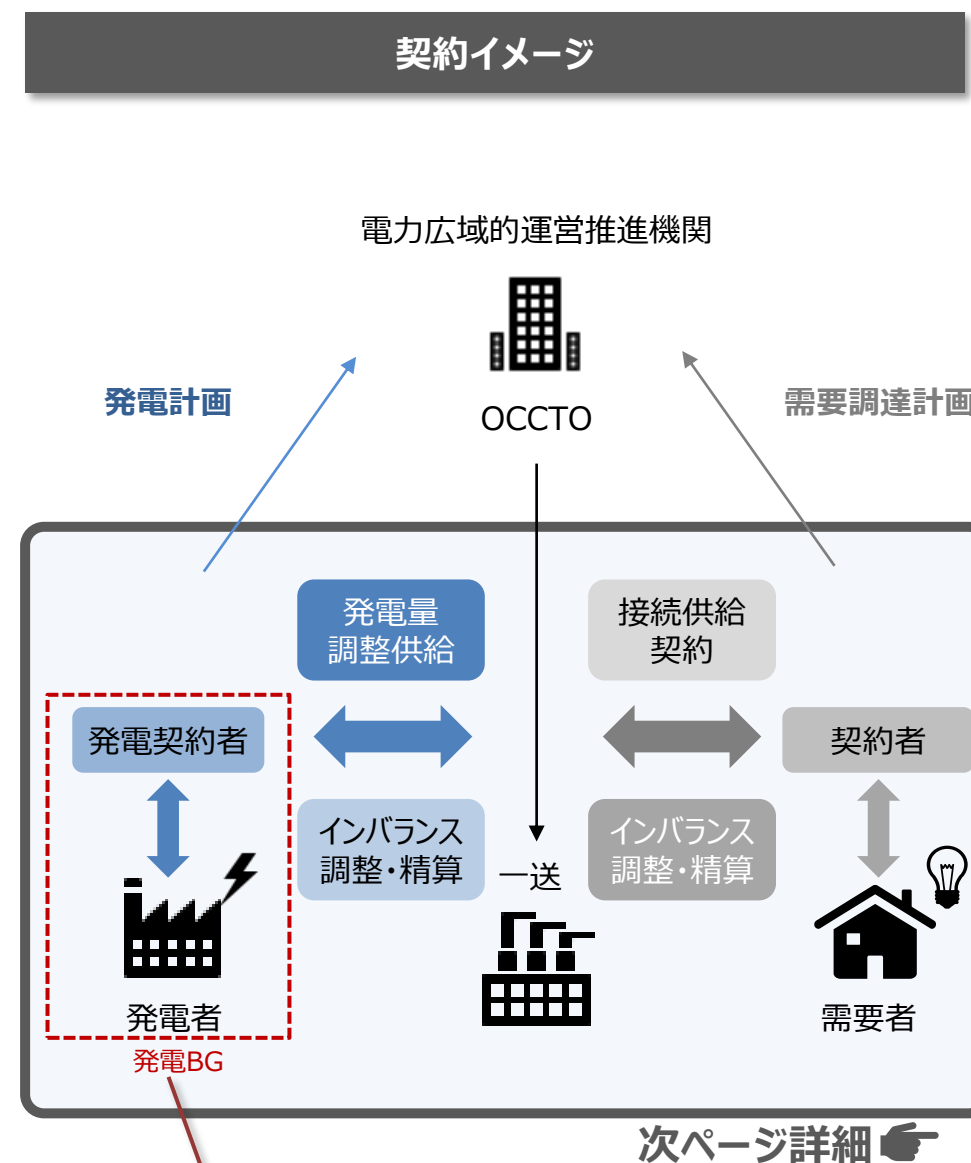 契約イメージ
電力広域的運営推進機関
発電計画
需要調達計画
OCCTO
発電量
調整供給
接続供給
契約
発電契約者
契約者
インバランス
調整・精算
一送
インバランス
調整・精算
発電者
需要者
発電BG
次ページ詳細